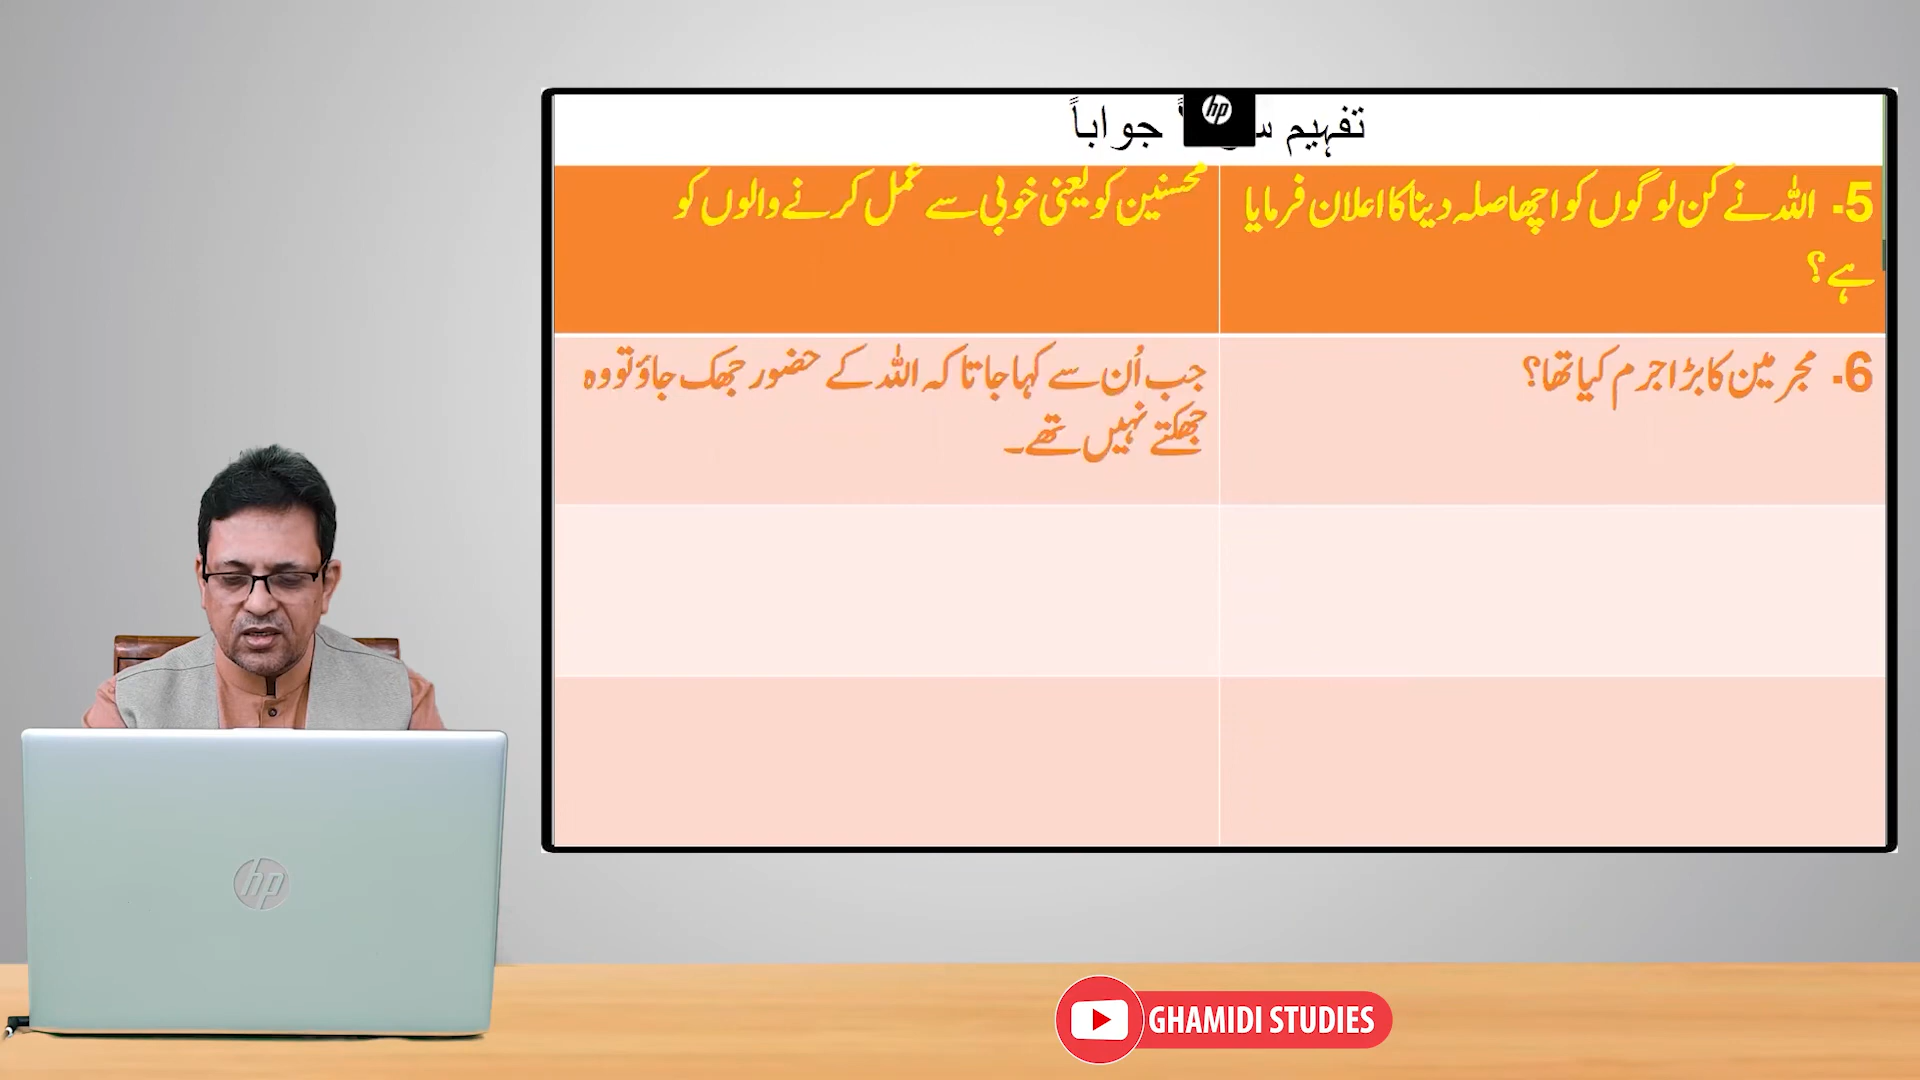 تفہیم جواباً
5- اللہ نے کن لوگوں کو اچھا صلہ دینا کا اعلان فرمایا
ہے؟
محسنین کو یعنی خوبی سے عمل کرنے والوں کو
6- مجرمین کا بڑا جرم کیا تھا؟
جب اُن سے کہا جاتا کہ اللہ کے حضور جھک جاؤ تو وہ
جھکتے نہیں تھے۔
hp
hp
GHAMIDI STUDIES